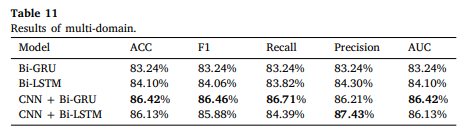 Table 11
Results of multi-domain.
Model ACC F1 Recall Precision AUC
Bi-GRU 83.24% 83.24% 83.24% 83.24% 83.24%
Bi-LSTM 84.10% 84.06% 83.82% 84.30% 84.10%
CNN + Bi-GRU 86.42% 86.46% 86.71% 86.21% 86.42%
CNN + Bi-LSTM 86.13% 85.88% 84.39% 87.43% 86.13%